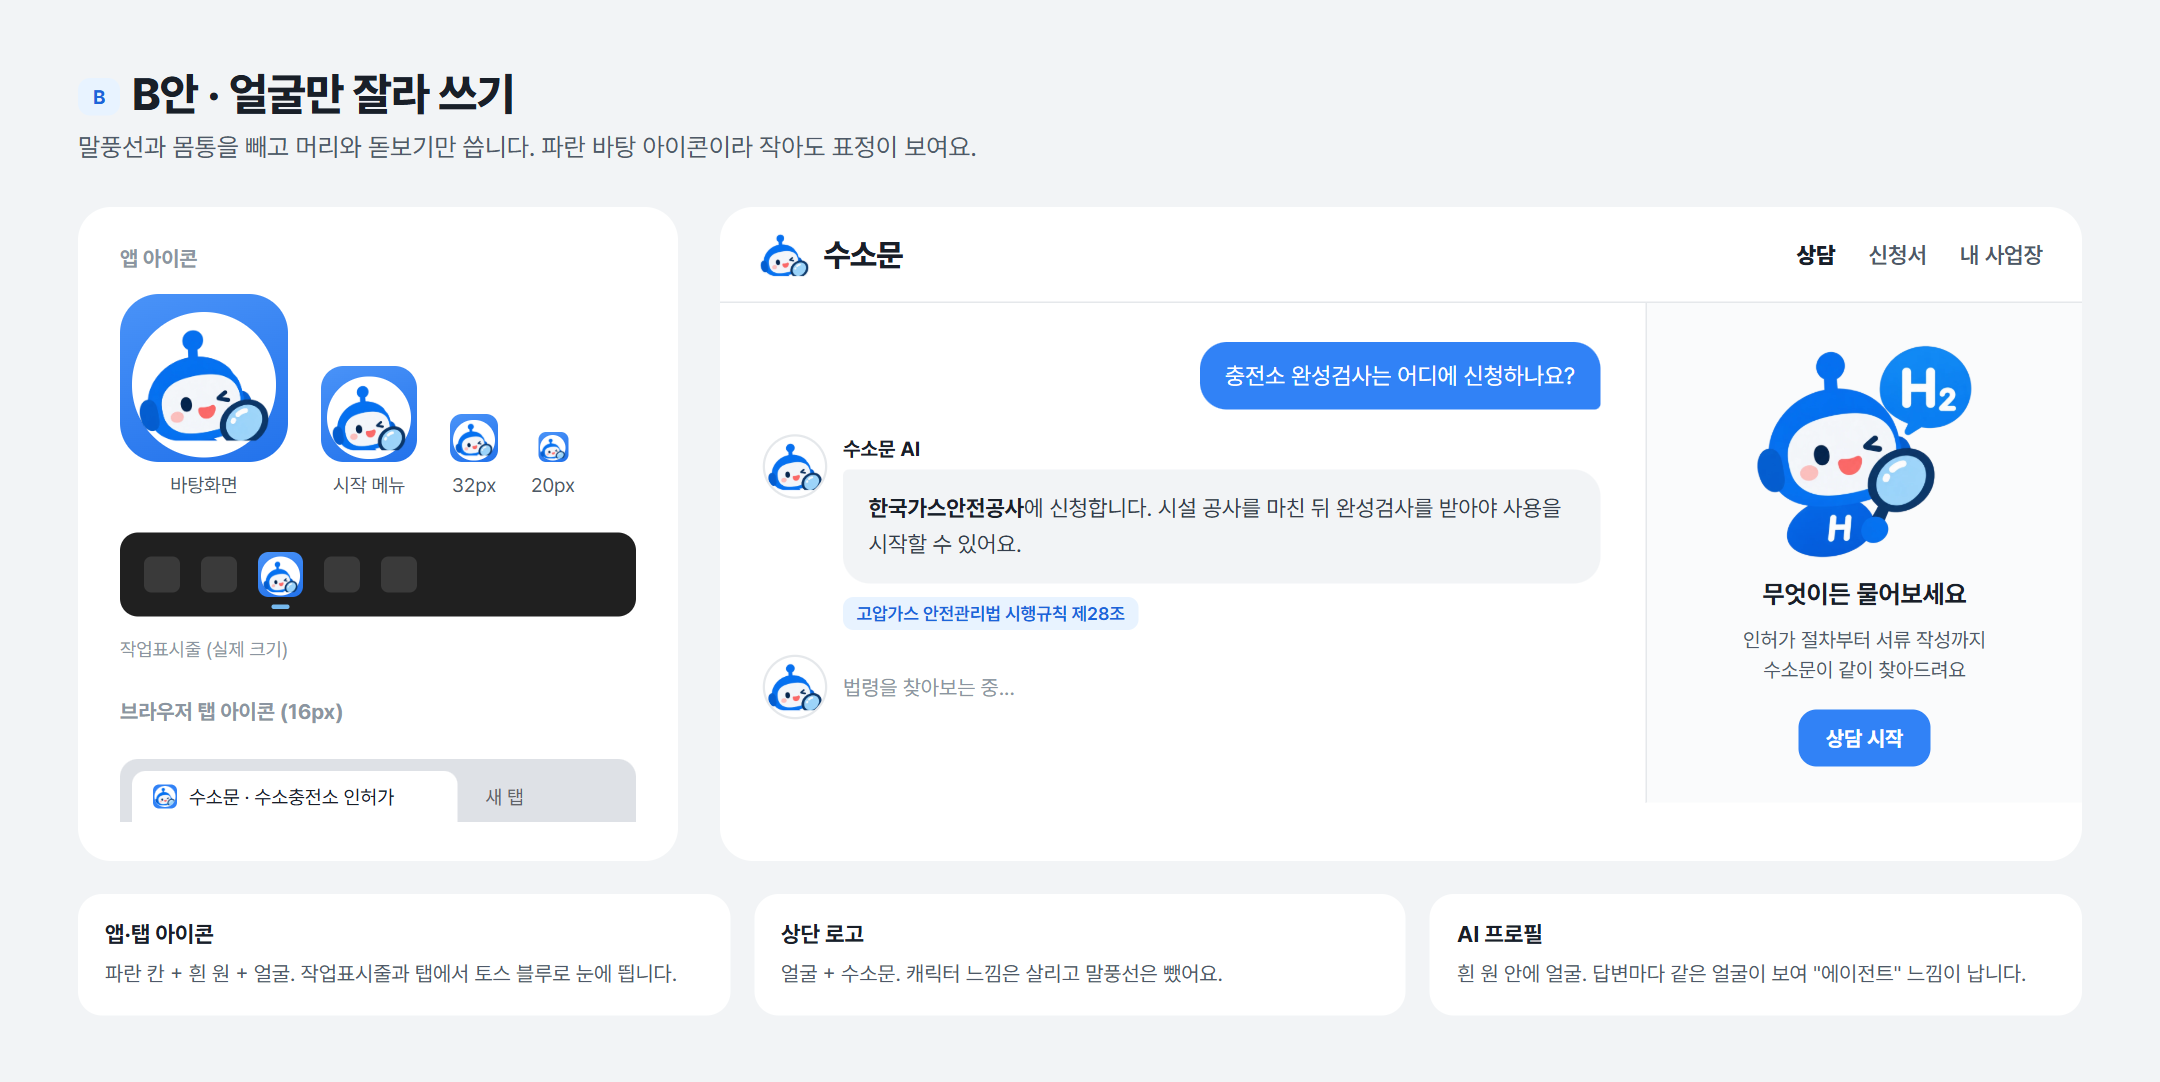 B
B안 · 얼굴만 잘라 쓰기
말풍선과 몸통을 빼고 머리와 돋보기만 씁니다. 파란 바탕 아이콘이라 작아도 표정이 보여요.
앱 아이콘
바탕화면
시작 메뉴
32px
20px
작업표시줄 (실제 크기)
브라우저 탭 아이콘 (16px)
수소문 · 수소충전소 인허가
새 탭
수소문
상담
신청서
내 사업장
충전소 완성검사는 어디에 신청하나요?
수소문 AI
한국가스안전공사에 신청합니다. 시설 공사를 마친 뒤 완성검사를 받아야 사용을
시작할 수 있어요.
고압가스 안전관리법 시행규칙 제28조
법령을 찾아보는 중...
H2
H
무엇이든 물어보세요
인허가 절차부터 서류 작성까지
수소문이 같이 찾아드려요
상담 시작
앱·탭 아이콘
파란 칸 + 흰 원 + 얼굴. 작업표시줄과 탭에서 토스 블루로 눈에 띕니다.
상단 로고
얼굴 + 수소문. 캐릭터 느낌은 살리고 말풍선은 뺐어요.
AI 프로필
흰 원 안에 얼굴. 답변마다 같은 얼굴이 보여 "에이전트" 느낌이 납니다.